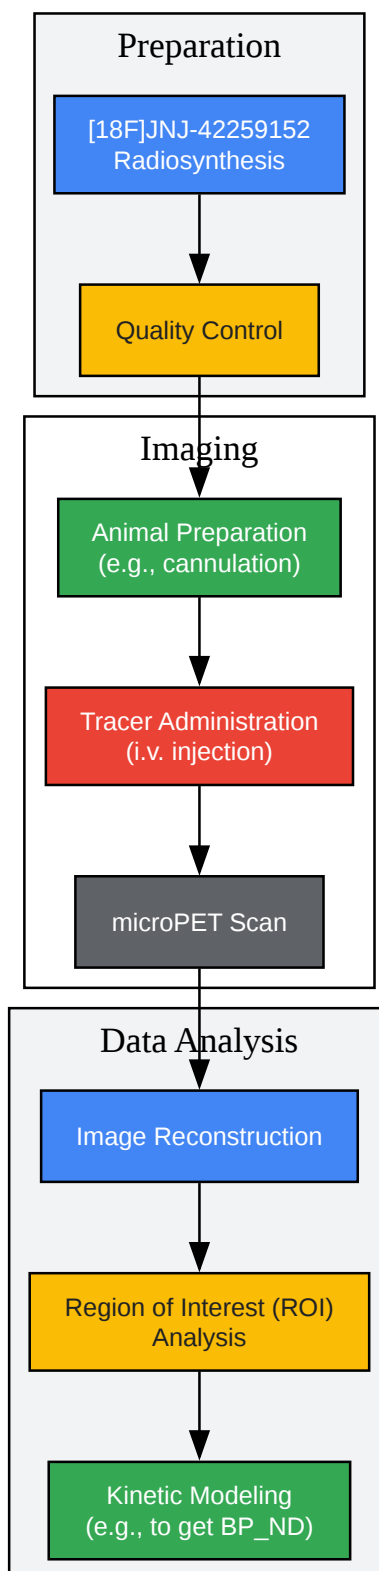 Preparation
[18F]JNJ-42259152
Radiosynthesis
Quality Control
Imaging
Animal Preparation
(e.g., cannulation)
Tracer Administration
(i.v. injection)
microPET Scan
Data Analysis
Image Reconstruction
Region of Interest (ROI)
Analysis
Kinetic Modeling
(e.g., to get BP_ND)